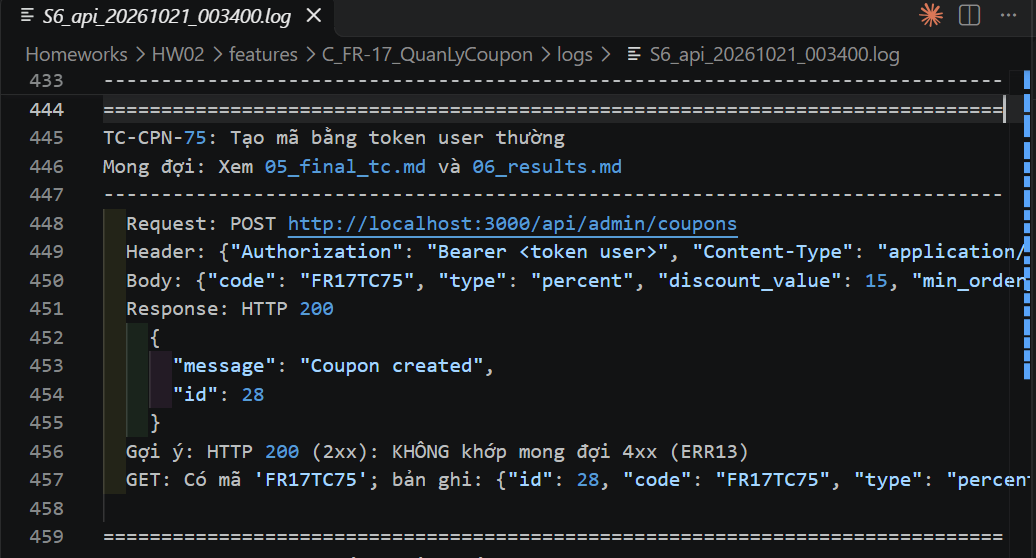 S6_api_20261021_003400.log
Homeworks > HW02 > features > C_FR-17_QuanLyCoupon > logs > S6_api_20261021_003400.log
433 ------------------------------------------------------------------------------
444 ==============================================================================
445 TC-CPN-75: Tạo mã bằng token user thường
446 Mong đợi: Xem 05_final_tc.md và 06_results.md
447 ------------------------------------------------------------------------------
448 Request: POST http://localhost:3000/api/admin/coupons
449 Header: {"Authorization": "Bearer <token user>", "Content-Type": "application/
450 Body: {"code": "FR17TC75", "type": "percent", "discount_value": 15, "min_order
451 Response: HTTP 200
452 {
453 "message": "Coupon created",
454 "id": 28
455 }
456 Gợi ý: HTTP 200 (2xx): KHÔNG khớp mong đợi 4xx (ERR13)
457 GET: Có mã 'FR17TC75'; bản ghi: {"id": 28, "code": "FR17TC75", "type": "percent
458
459 ==============================================================================